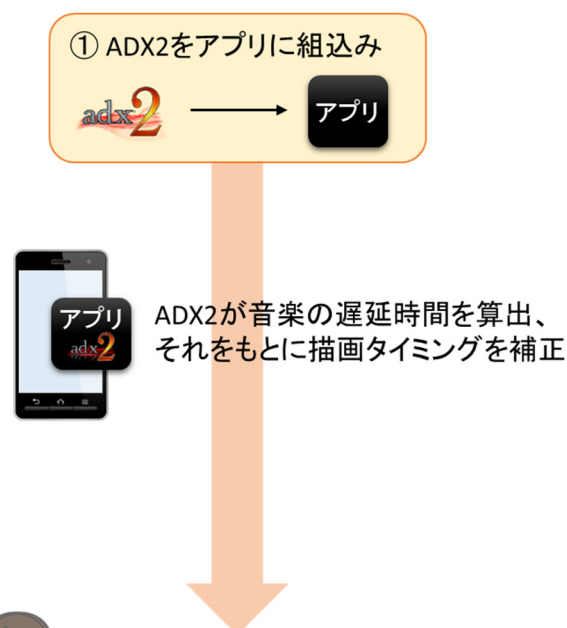 ① ADX2をアプリに組込み
adx2
アプリ
アプリ
adx2
ADX2が音楽の遅延時間を算出、
それをもとに描画タイミングを補正